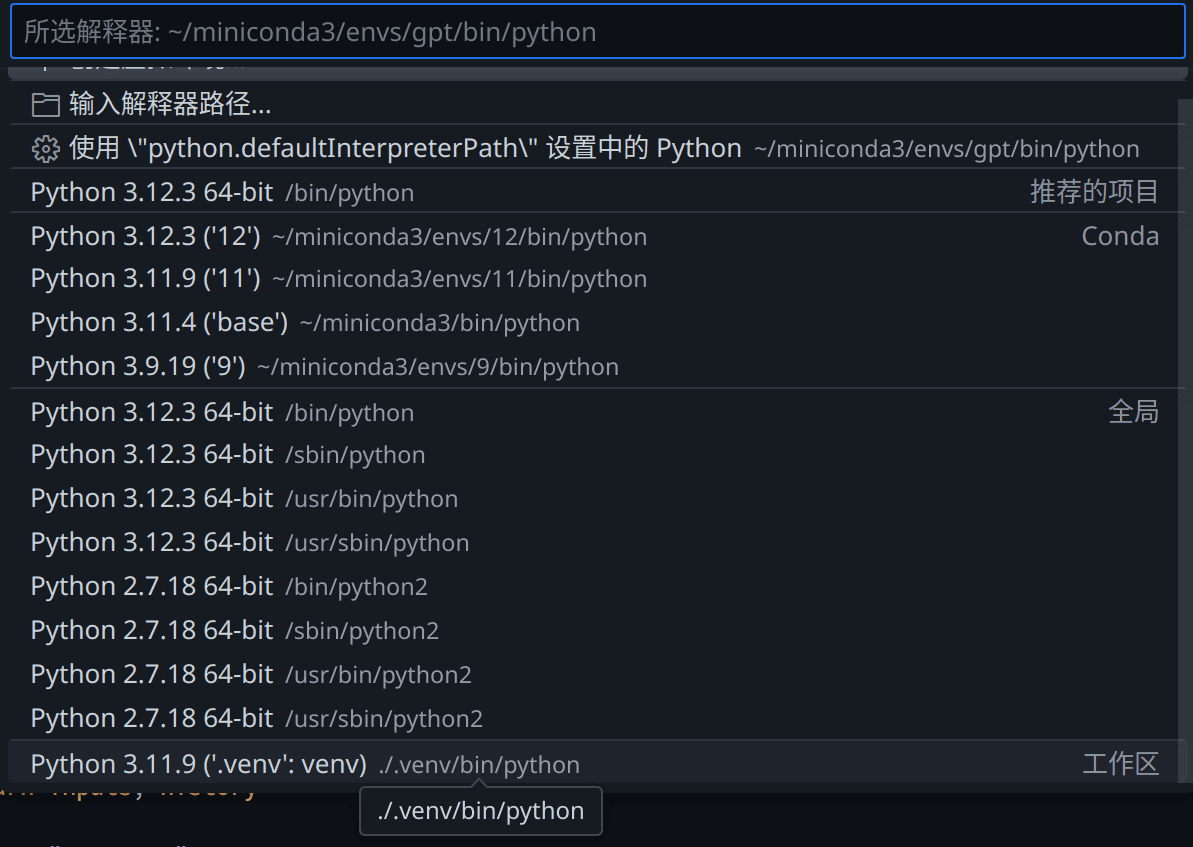 所选解释器: ~/miniconda3/envs/gpt/bin/python
输入解释器路径...
使用 \"python.defaultInterpreterPath\" 设置中的 Python ~/miniconda3/envs/gpt/bin/python
Python 3.12.3 64-bit /bin/python 推荐的项目
Python 3.12.3 ('12') ~/miniconda3/envs/12/bin/python Conda
Python 3.11.9 ('11') ~/miniconda3/envs/11/bin/python
Python 3.11.4 ('base') ~/miniconda3/bin/python
Python 3.9.19 ('9') ~/miniconda3/envs/9/bin/python
Python 3.12.3 64-bit /bin/python 全局
Python 3.12.3 64-bit /sbin/python
Python 3.12.3 64-bit /usr/bin/python
Python 3.12.3 64-bit /usr/sbin/python
Python 2.7.18 64-bit /bin/python2
Python 2.7.18 64-bit /sbin/python2
Python 2.7.18 64-bit /usr/bin/python2
Python 2.7.18 64-bit /usr/sbin/python2
Python 3.11.9 ('.venv': venv) ./.venv/bin/python 工作区
./.venv/bin/python